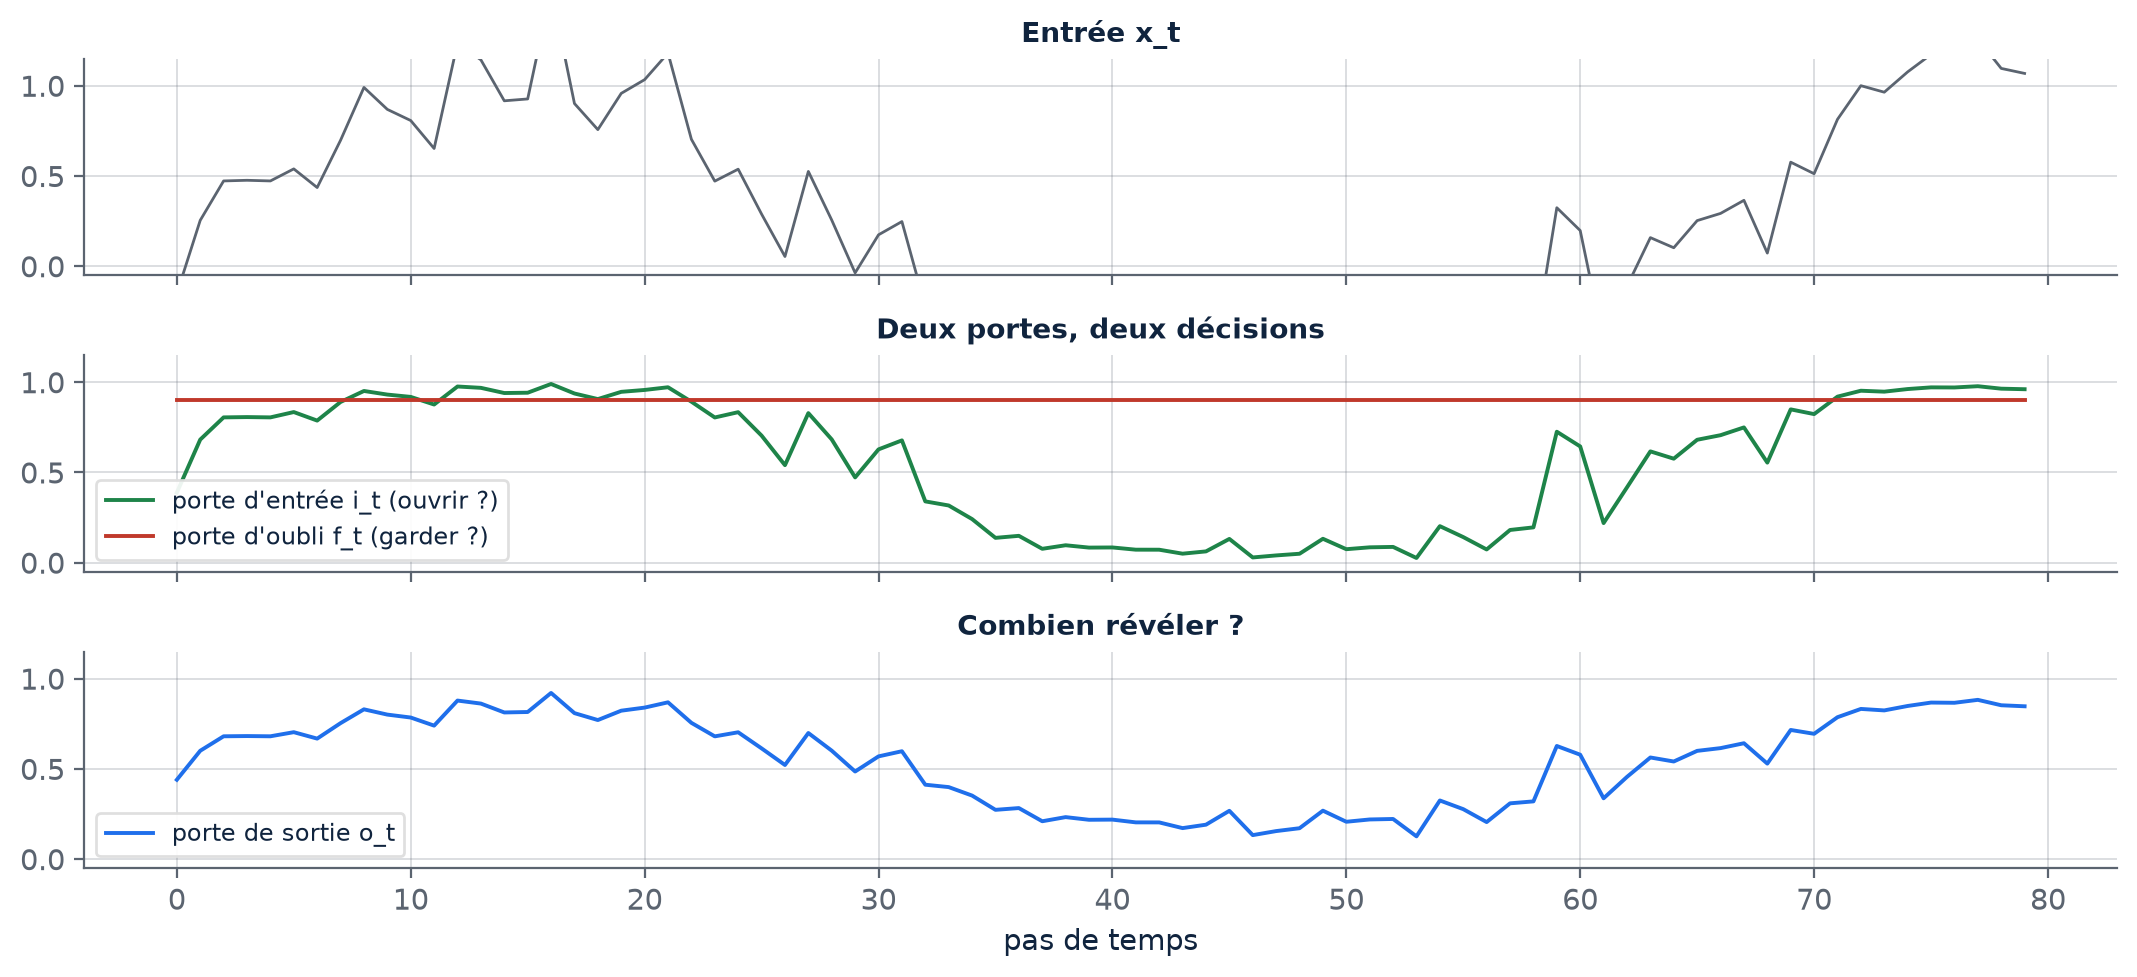 Entrée x_t
1.0
0.5
0.0
Deux portes, deux décisions
1.0
0.5
0.0
porte d'entrée i_t (ouvrir ?)
porte d'oubli f_t (garder ?)
Combien révéler ?
1.0
0.5
0.0
porte de sortie o_t
0 10 20 30 40 50 60 70 80
pas de temps